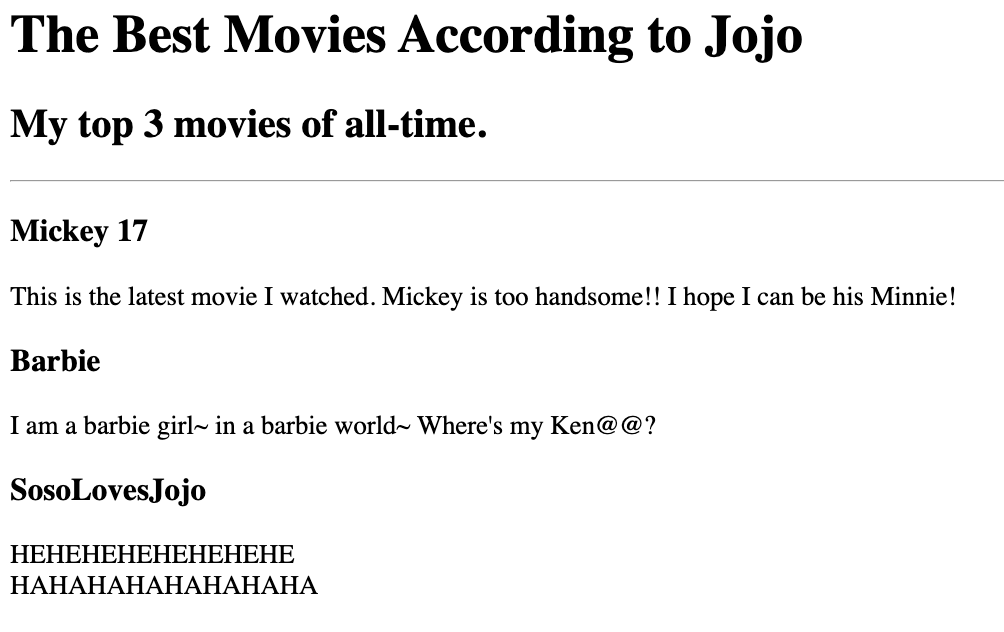 The Best Movies According to Jojo
My top 3 movies of all-time.
Mickey 17
This is the latest movie I watched. Mickey is too handsome!! I hope I can be his Minnie!
Barbie
I am a barbie girl~ in a barbie world~ Where's my Ken@@?
SosoLovesJojo
HEHEHEHEHEHEHEHE
HAHAHAHAHAHAHAHA